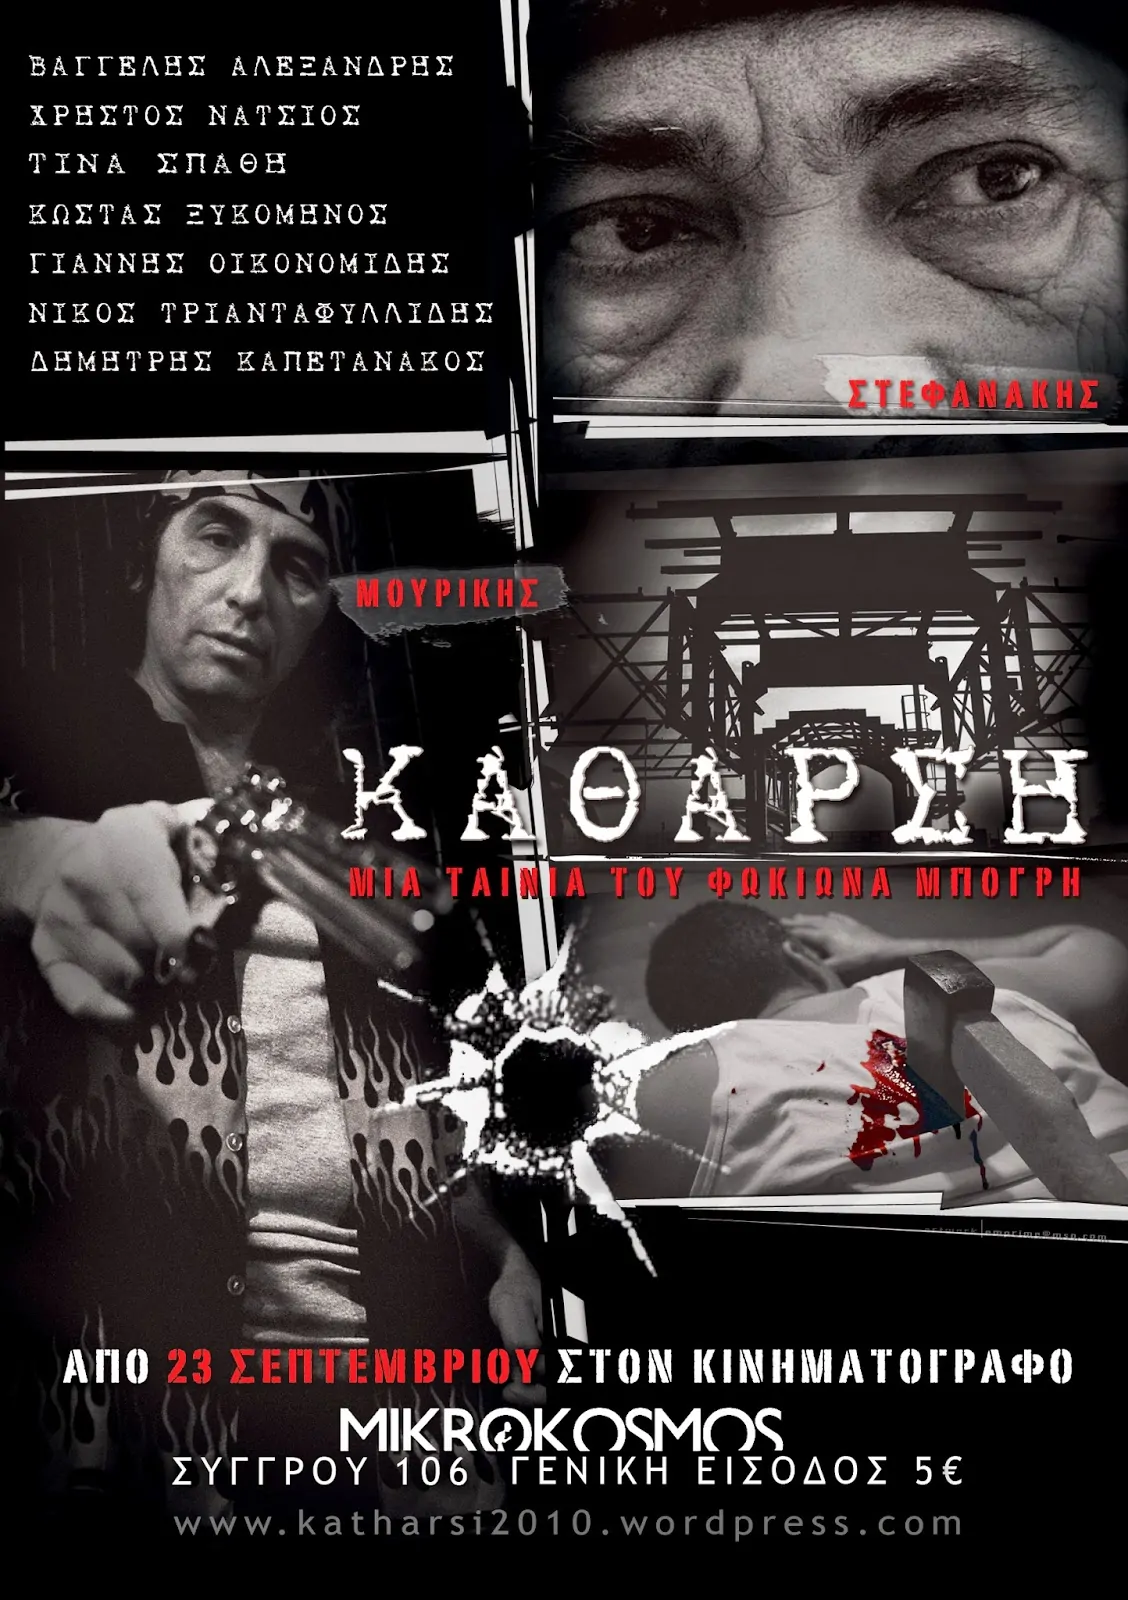 ΒΑΓΓΕΛΗΣ ΑΛΕΞΑΝΔΡΗΣ
ΧΡΗΣΤΟΣ ΝΑΤΣΙΟΣ
ΤΙΝΑ ΣΠΑΘΗ
ΚΩΣΤΑΣ ΞΥΚΟΜΗΝΟΣ
ΓΙΑΝΝΗΣ ΟΙΚΟΝΟΜΙΔΗΣ
ΝΙΚΟΣ ΤΡΙΑΝΤΑΦΥΛΛΙΔΗΣ
ΔΗΜΗΤΡΗΣ ΚΑΠΕΤΑΝΑΚΟΣ
ΣΤΕΦΑΝΑΚΗΣ
ΜΟΥΡΙΚΗΣ
ΚΑΘΑΡΣΗ
ΜΙΑ ΤΑΙΝΙΑ ΤΟΥ ΦΩΚΙΩΝΑ ΜΠΟΓΡΗ
ΑΠΟ 23 ΣΕΠΤΕΜΒΡΙΟΥ ΣΤΟΝ ΚΙΝΗΜΑΤΟΓΡΑΦΟ
MIKROKOSMOS
ΣΥΓΓΡΟΥ 106 ΓΕΝΙΚΗ ΕΙΣΟΔΟΣ 5€
www.katharsi2010.wordpress.com